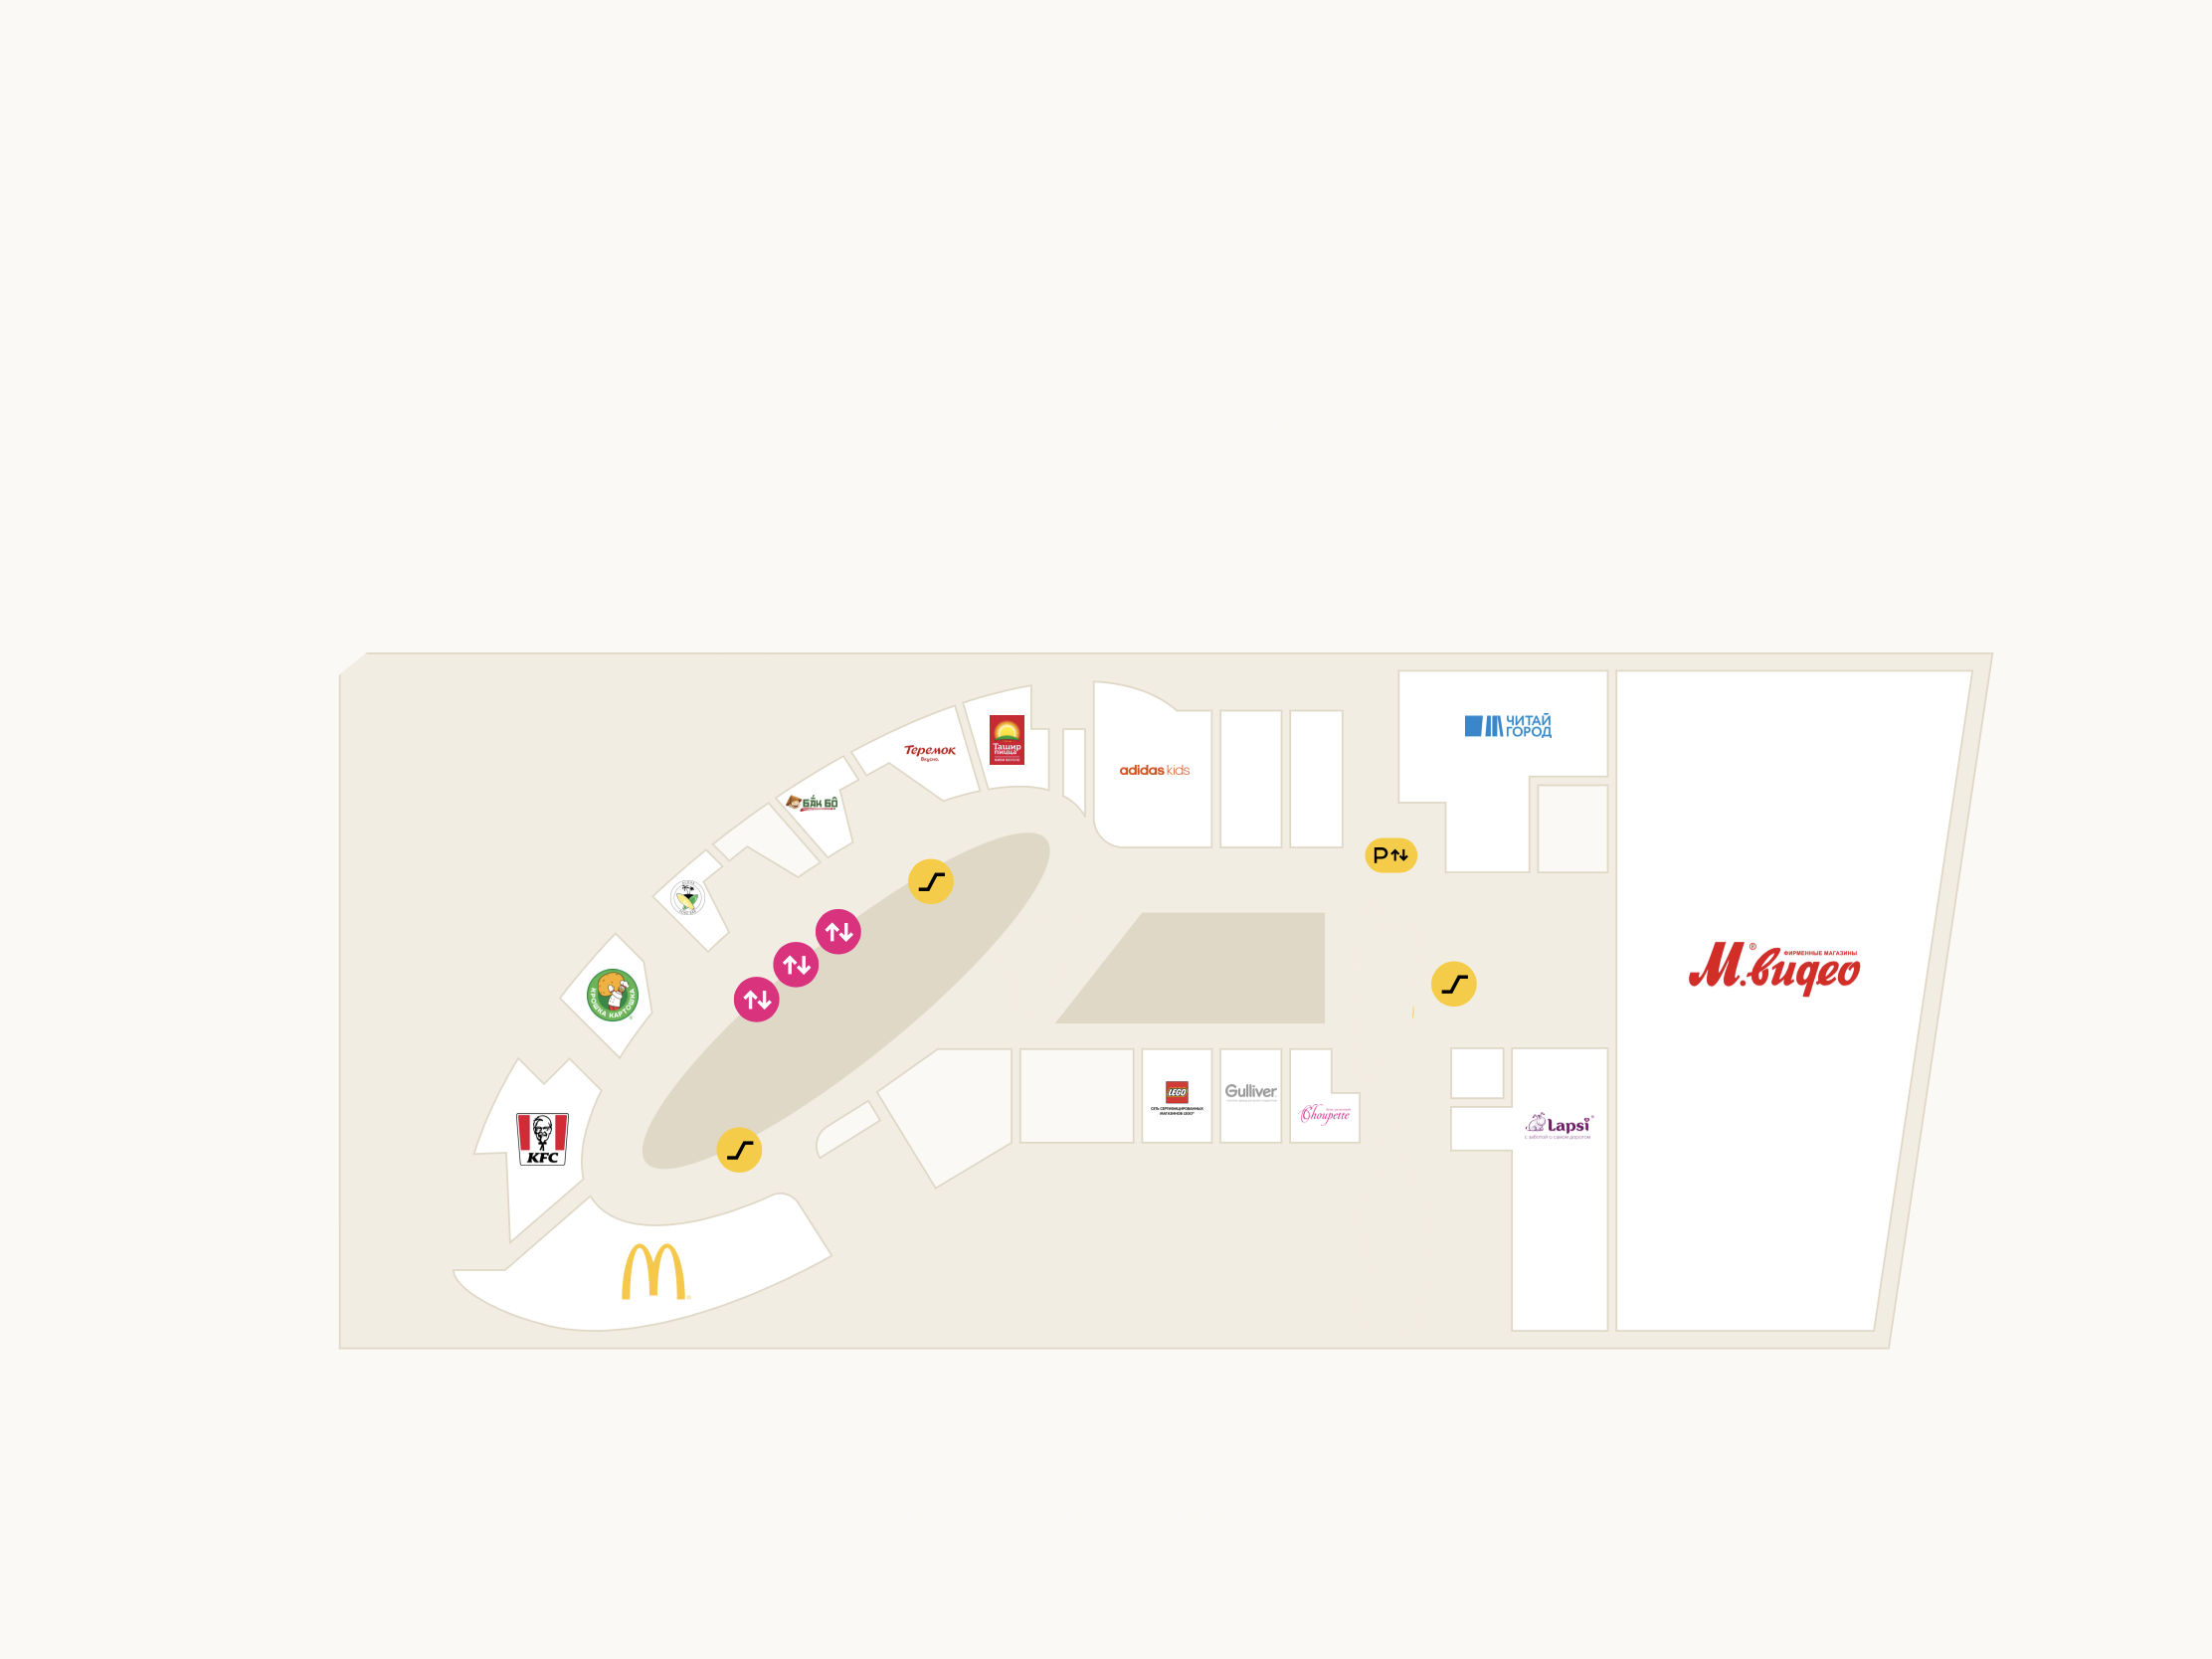 Теремок
Вкусно.
Ташир
пицца
adidas kids
ЧИТАЙ
ГОРОД
БАК БО
P
КРОШКА КАРТОШКА
М.видео
ФИРМЕННЫЕ МАГАЗИНЫ
KFC
LEGO
СЕТЬ СЕРТИФИЦИРОВАННЫХ
МАГАЗИНОВ LEGO
Gulliver
Choupette
Lapsi
с заботой о самом дорогом